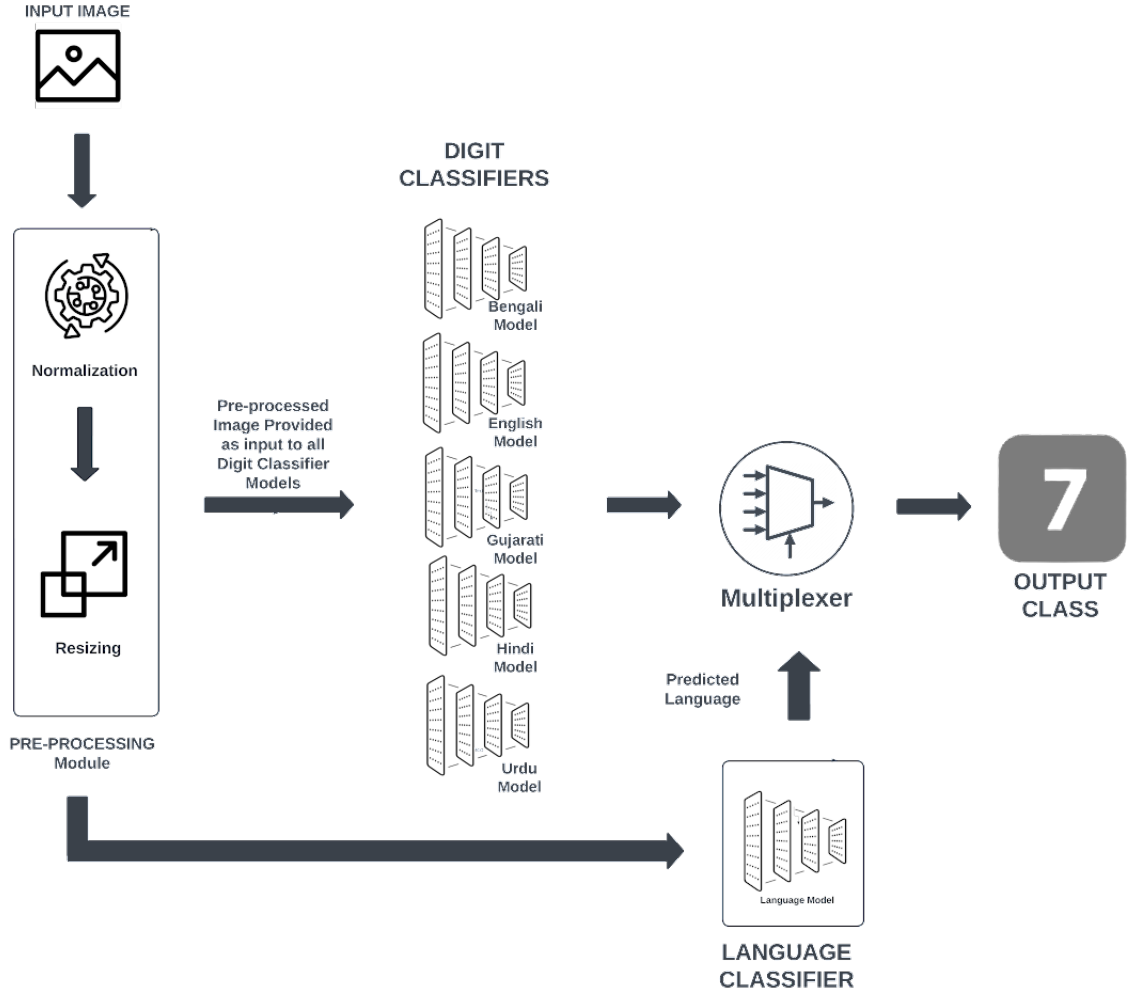 INPUT IMAGE
Normalization
Resizing
PRE-PROCESSING
Module
Pre-processed
Image Provided
as input to all
Digit Classifier
Models
DIGIT
CLASSIFIERS
Bengali
Model
English
Model
Gujarati
Model
Hindi
Model
Urdu
Model
Multiplexer
7
OUTPUT
CLASS
Predicted
Language
Language Model
LANGUAGE
CLASSIFIER